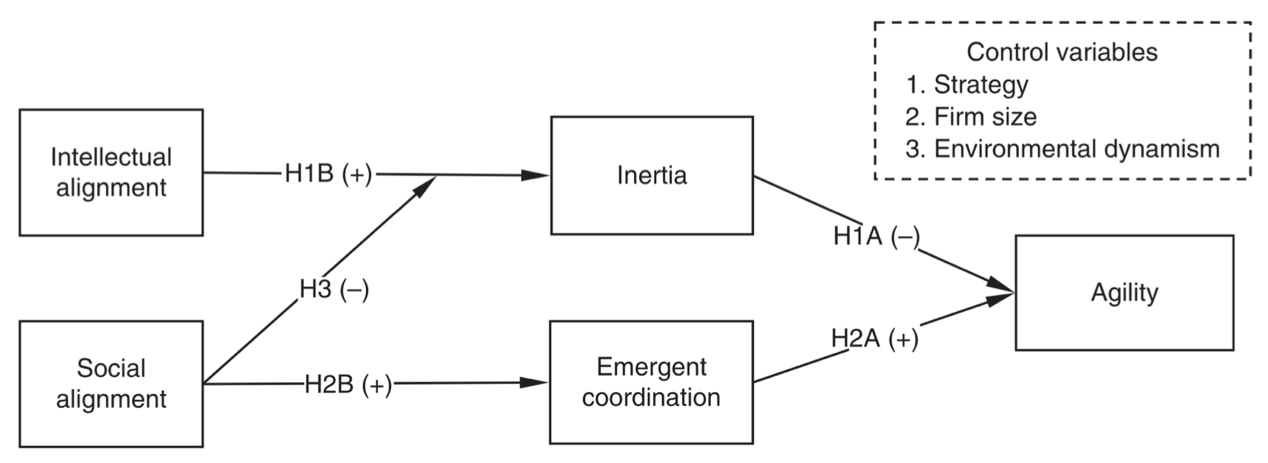 Control variables
1. Strategy
2. Firm size
3. Environmental dynamism
Intellectual
alignment
H1B (+)
Inertia
H1A (–)
Agility
H3 (–)
Social
alignment
H2B (+)
Emergent
coordination
H2A (+)